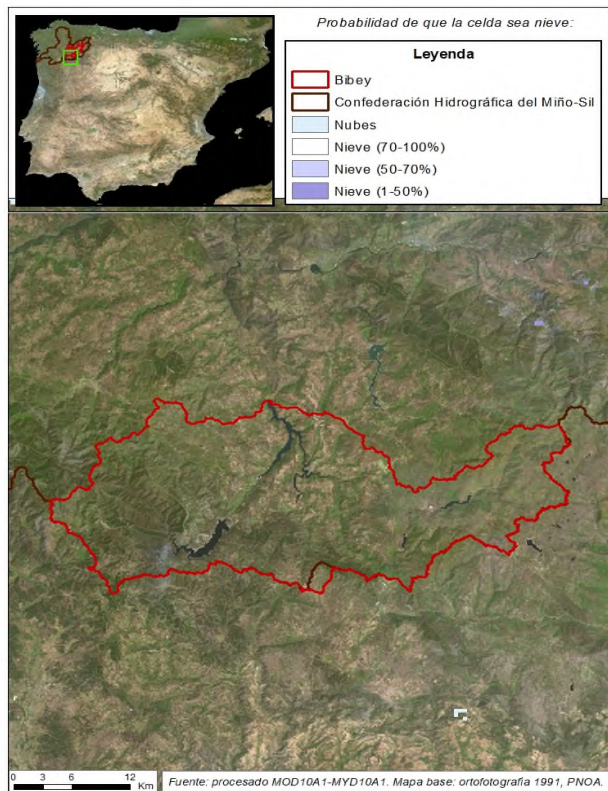 Probabilidad de que la celda sea nieve:
Leyenda
Bibey
Confederación Hidrográfica del Miño-Sil
Nubes
Nieve (70-100%)
Nieve (50-70%)
Nieve (1-50%)
0 3 6 12
Km
Fuente: procesado MOD10A1-MYD10A1. Mapa base: ortofotografía 1991, PNOA.